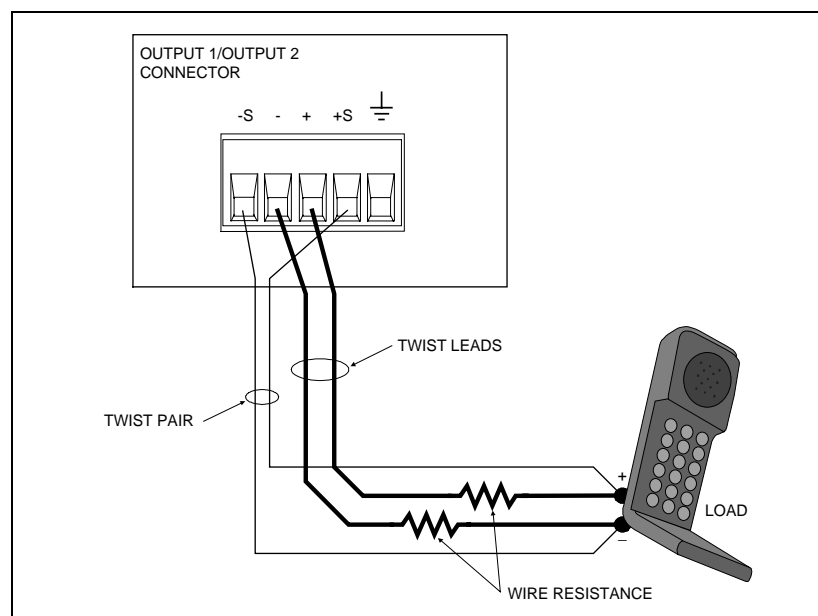 OUTPUT 1/OUTPUT 2
CONNECTOR
-S - + +S
TWIST LEADS
TWIST PAIR
+
LOAD
−
WIRE RESISTANCE